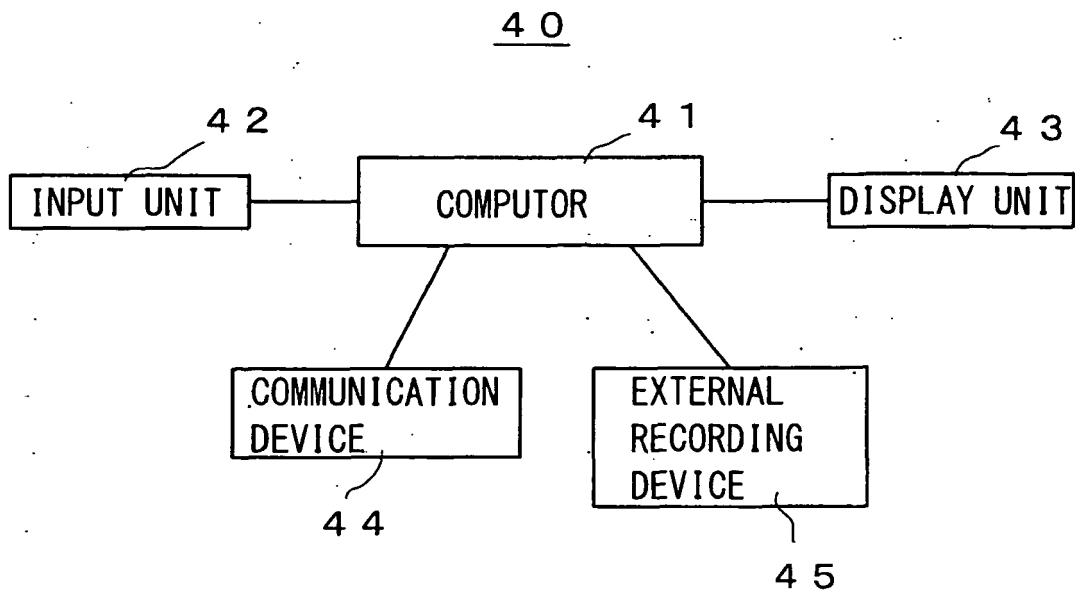 40
42
41
43
INPUT UNIT
COMPUTOR
DISPLAY UNIT
COMMUNICATION
DEVICE
EXTERNAL
RECORDING
DEVICE
44
45